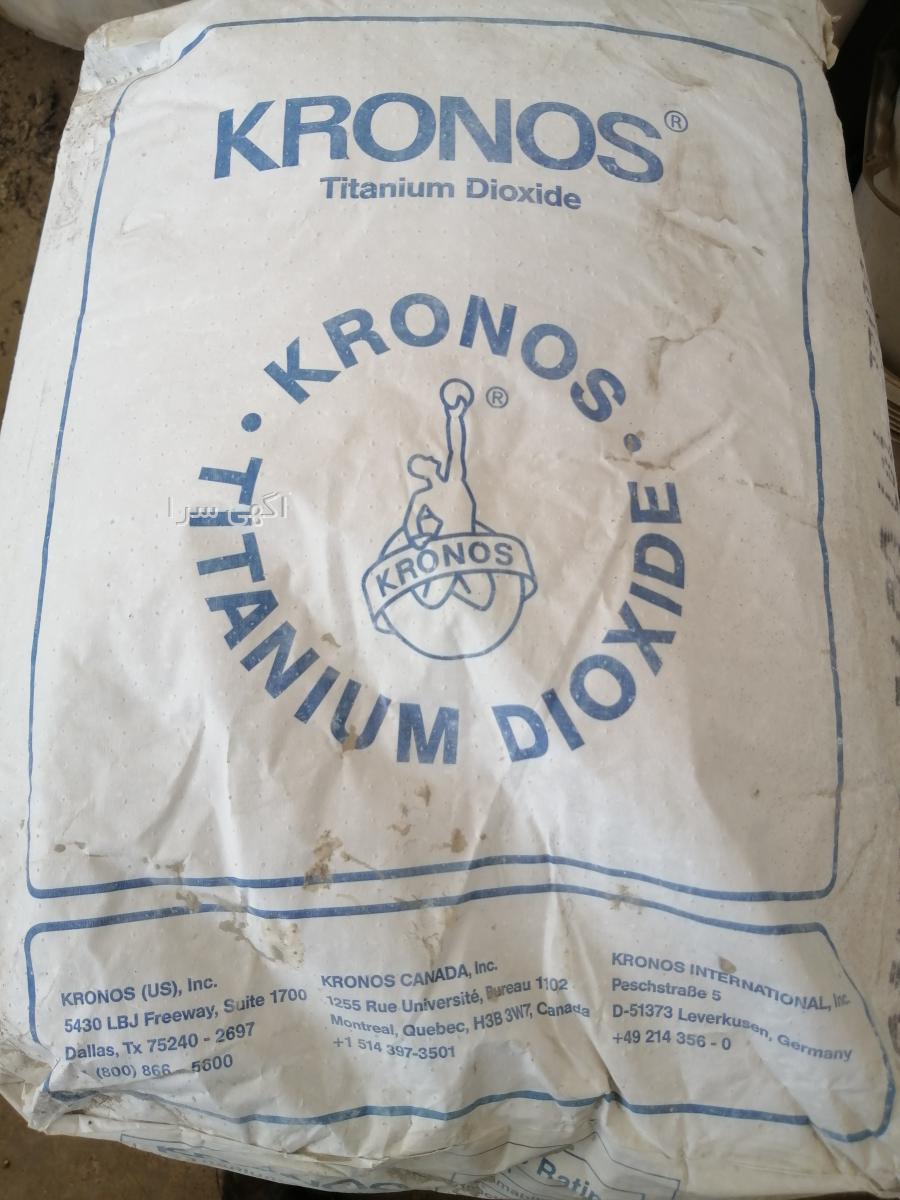 KRONOS®
Titanium Dioxide
• KRONOS •
®
KRONOS
TITANIUM DIOXIDE
اگهی سرا
KRONOS (US), Inc.
5430 LBJ Freeway, Suite 1700
Dallas, Tx 75240 - 2697
(800) 866 - 5600
KRONOS CANADA, Inc.
1255 Rue Université, Bureau 1102
Montreal, Quebec, H3B 3W7, Canada
+1 514 397-3501
KRONOS INTERNATIONAL, Inc.
Peschstraße 5
D-51373 Leverkusen, Germany
+49 214 356 - 0